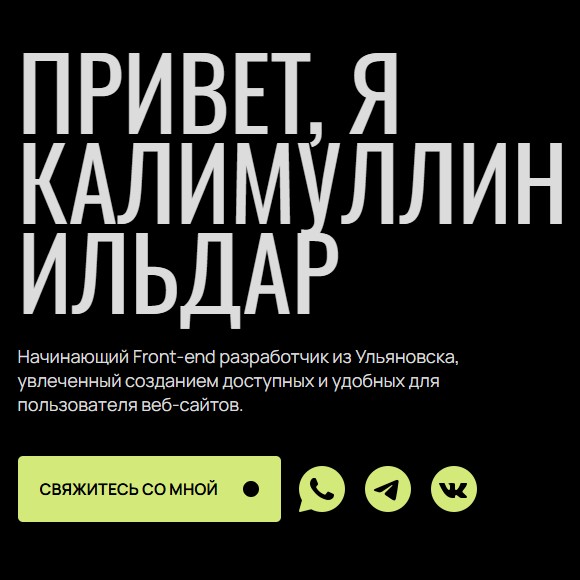 ПРИВЕТ, Я
КАЛИМУЛЛИН
ИЛЬДАР
Начинающий Front-end разработчик из Ульяновска,
увлеченный созданием доступных и удобных для
пользователя веб-сайтов.
СВЯЖИТЕСЬ СО МНОЙ